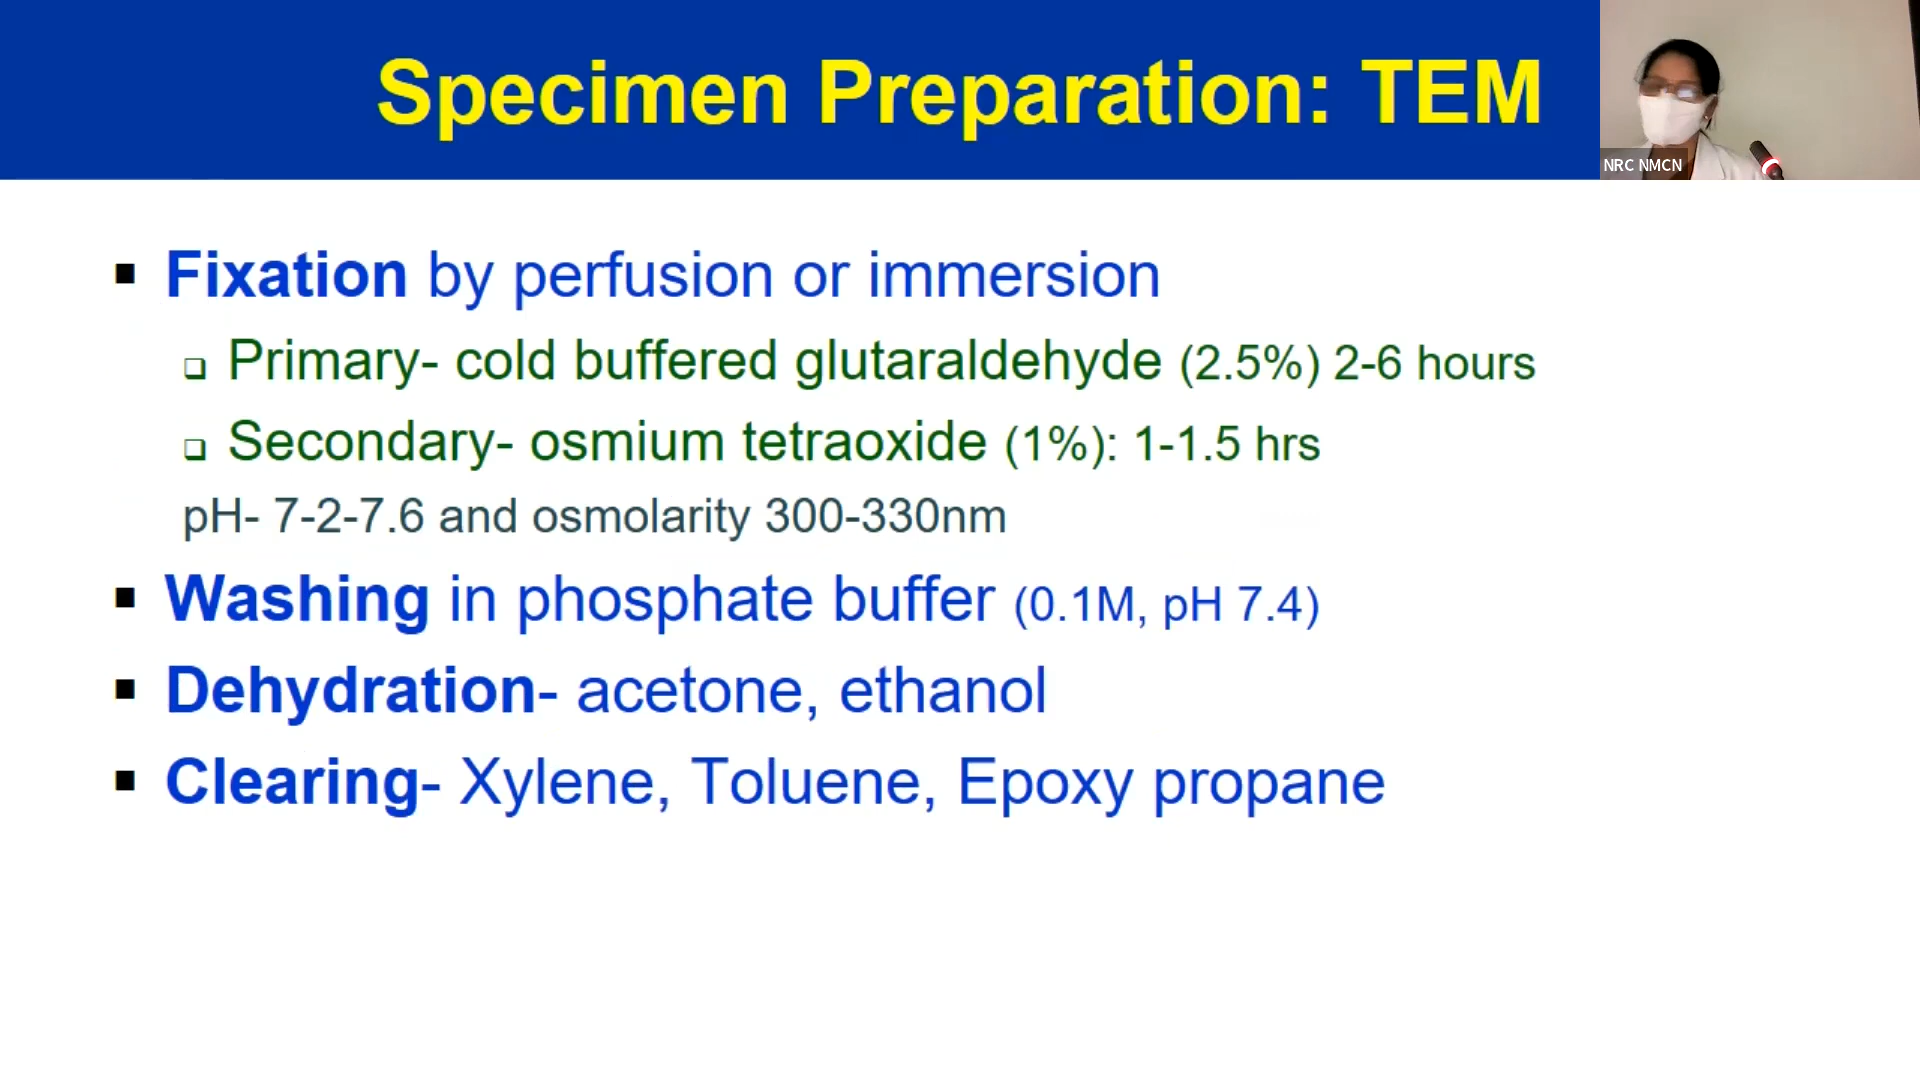 Specimen Preparation: TEM
NRC NMCN
Fixation by perfusion or immersion
Primary- cold buffered glutaraldehyde (2.5%) 2-6 hours
Secondary- osmium tetraoxide (1%): 1-1.5 hrs
pH- 7-2-7.6 and osmolarity 300-330nm
Washing in phosphate buffer (0.1M, pH 7.4)
Dehydration- acetone, ethanol
Clearing- Xylene, Toluene, Epoxy propane